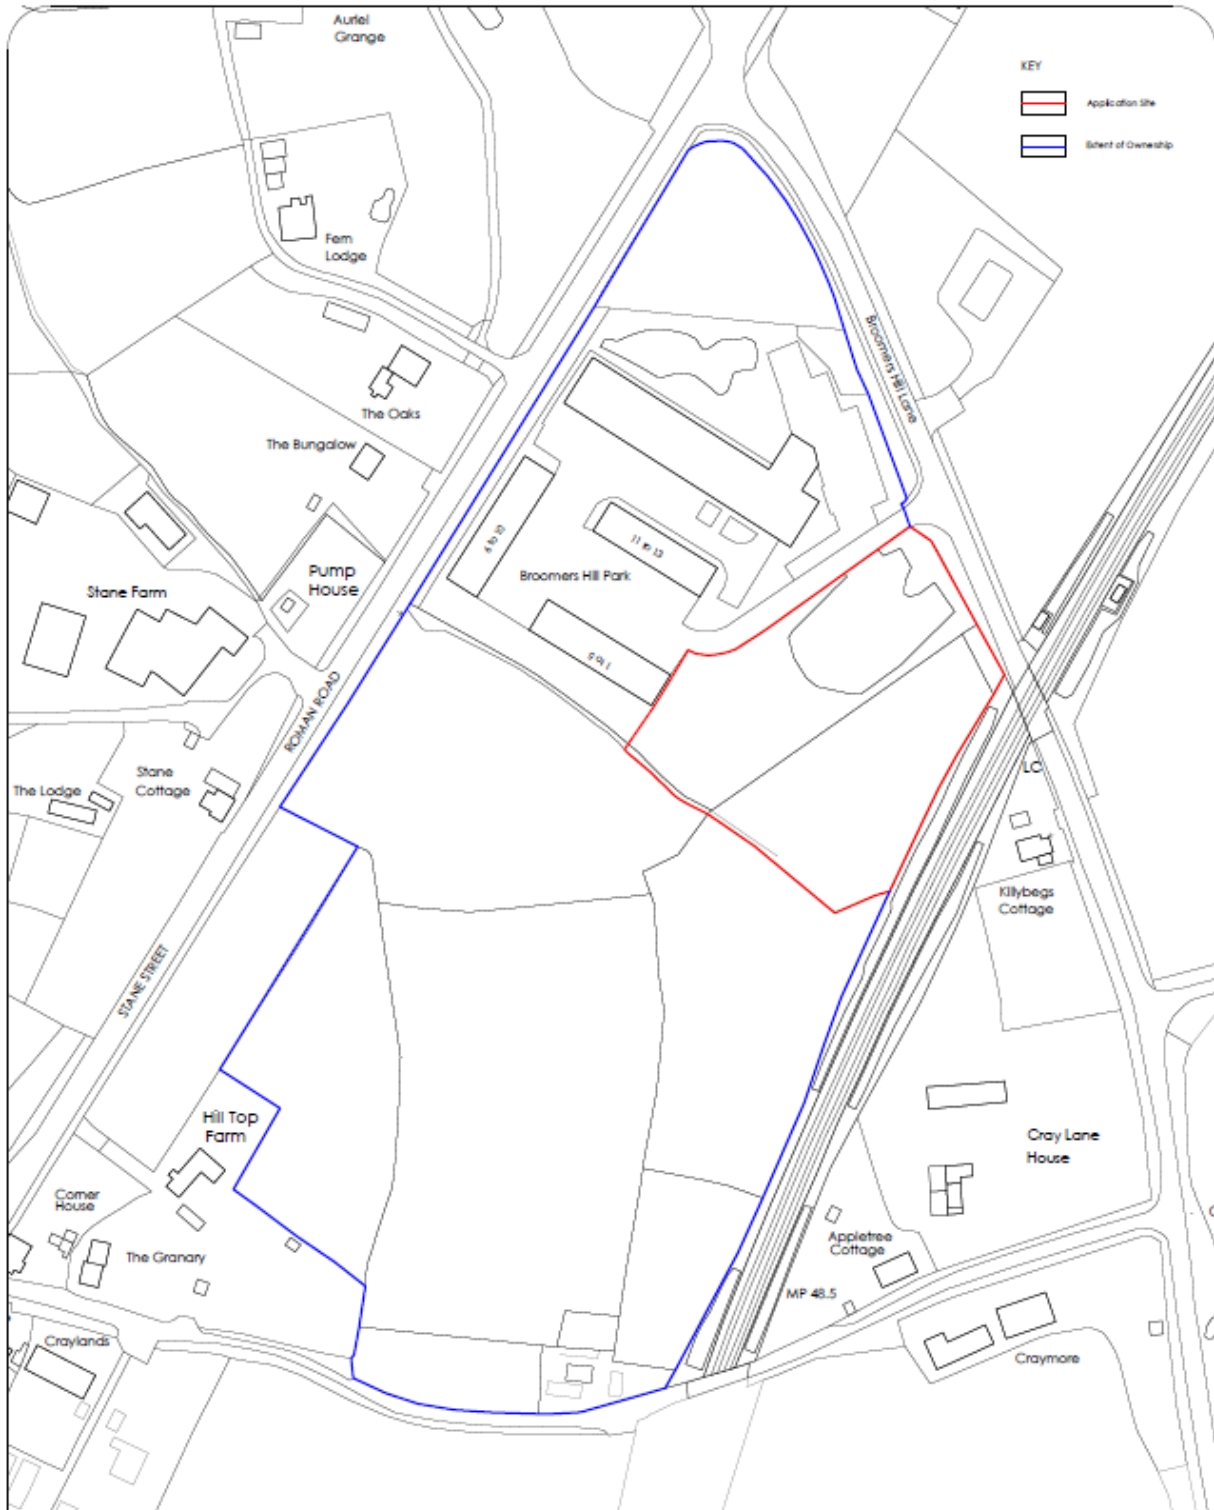 Auriel
Grange
KEY
Application Site
Extent of Ownership
Fern
Lodge
Broomers Hill Lane
The Oaks
The Bungalow
6 to 10
11 to 13
Pump
House
Broomers Hill Park
Stane Farm
1 to 5
ROMAN ROAD
Stane
Cottage
The Lodge
LC
Killybegs
Cottage
STANE STREET
Hill Top
Farm
Cray Lane
House
Corner
House
The Granary
Appletree
Cottage
MP 48.5
Craylands
Craymore